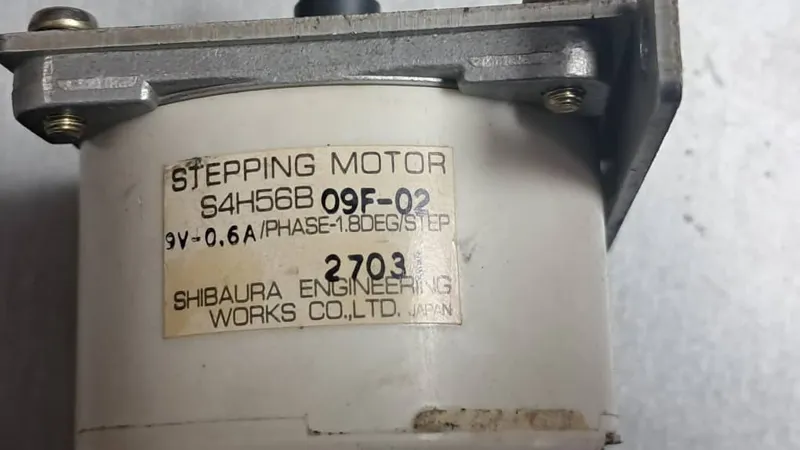 STEPPING MOTOR
S4H56B 09F-02
9V-0.6A/PHASE-1.8DEG/STEP
2703
SHIBAURA ENGINEERING
WORKS CO.,LTD. JAPAN